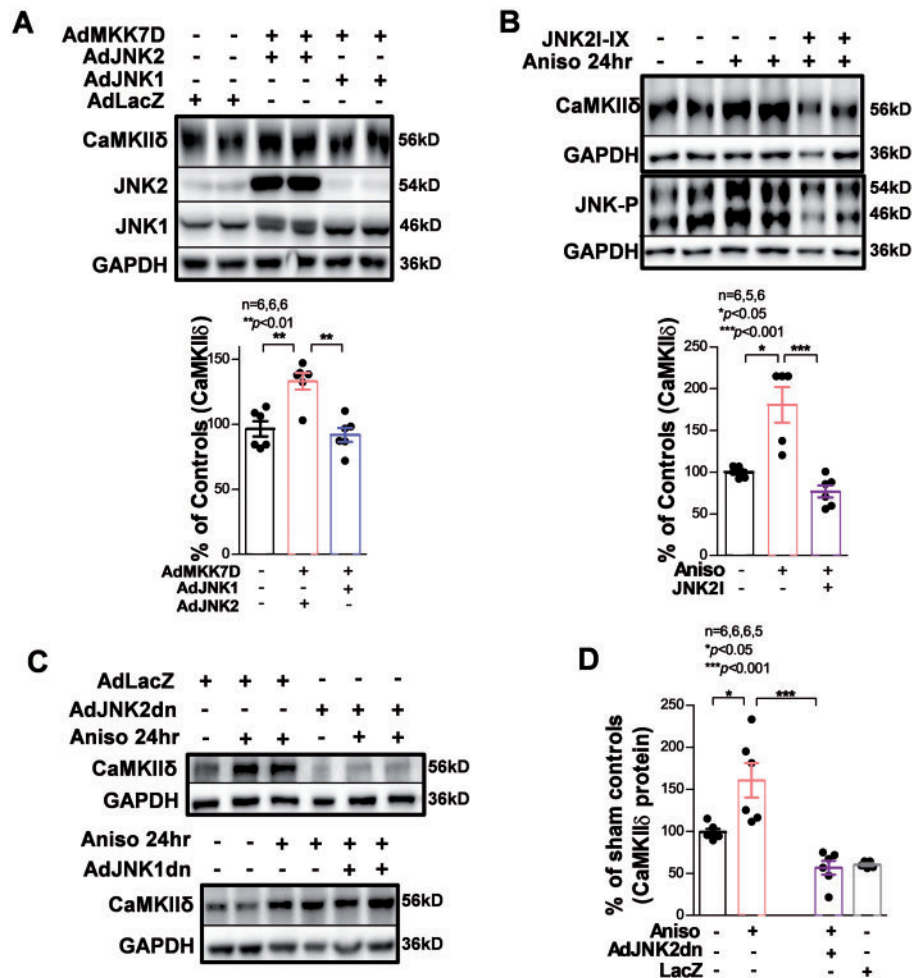 A
AdMKK7D - - + + + +
AdJNK2 - - + + - -
AdJNK1 - - - - + +
AdLacZ + + - - - -
CaMKIIδ 56kD
JNK2 54kD
JNK1 46kD
GAPDH 36kD
n=6,6,6
**p<0.01
** **
% of Controls (CaMKIIδ)
150
100
50
0
AdMKK7D - + +
AdJNK1 - - +
AdJNK2 - + -
B
JNK2I-IX - - - - + +
Aniso 24hr - - + + + +
CaMKIIδ 56kD
GAPDH 36kD
JNK-P 54kD
46kD
GAPDH 36kD
n=6,5,6
*p<0.05
***p<0.001
* ***
% of Controls (CaMKIIδ)
250
200
150
100
50
0
Aniso - + +
JNK2I - - +
C
AdLacZ + + + - - -
AdJNK2dn - - - + + +
Aniso 24hr - + + - + +
CaMKIIδ 56kD
GAPDH 36kD
Aniso 24hr - - + + + +
AdJNK1dn - - - - + +
CaMKIIδ 56kD
GAPDH 36kD
D
n=6,6,6,5
*p<0.05
***p<0.001
* ***
% of sham controls
(CaMKIIδ protein)
250
200
150
100
50
0
Aniso - + + -
AdJNK2dn - - + -
LacZ - - - +